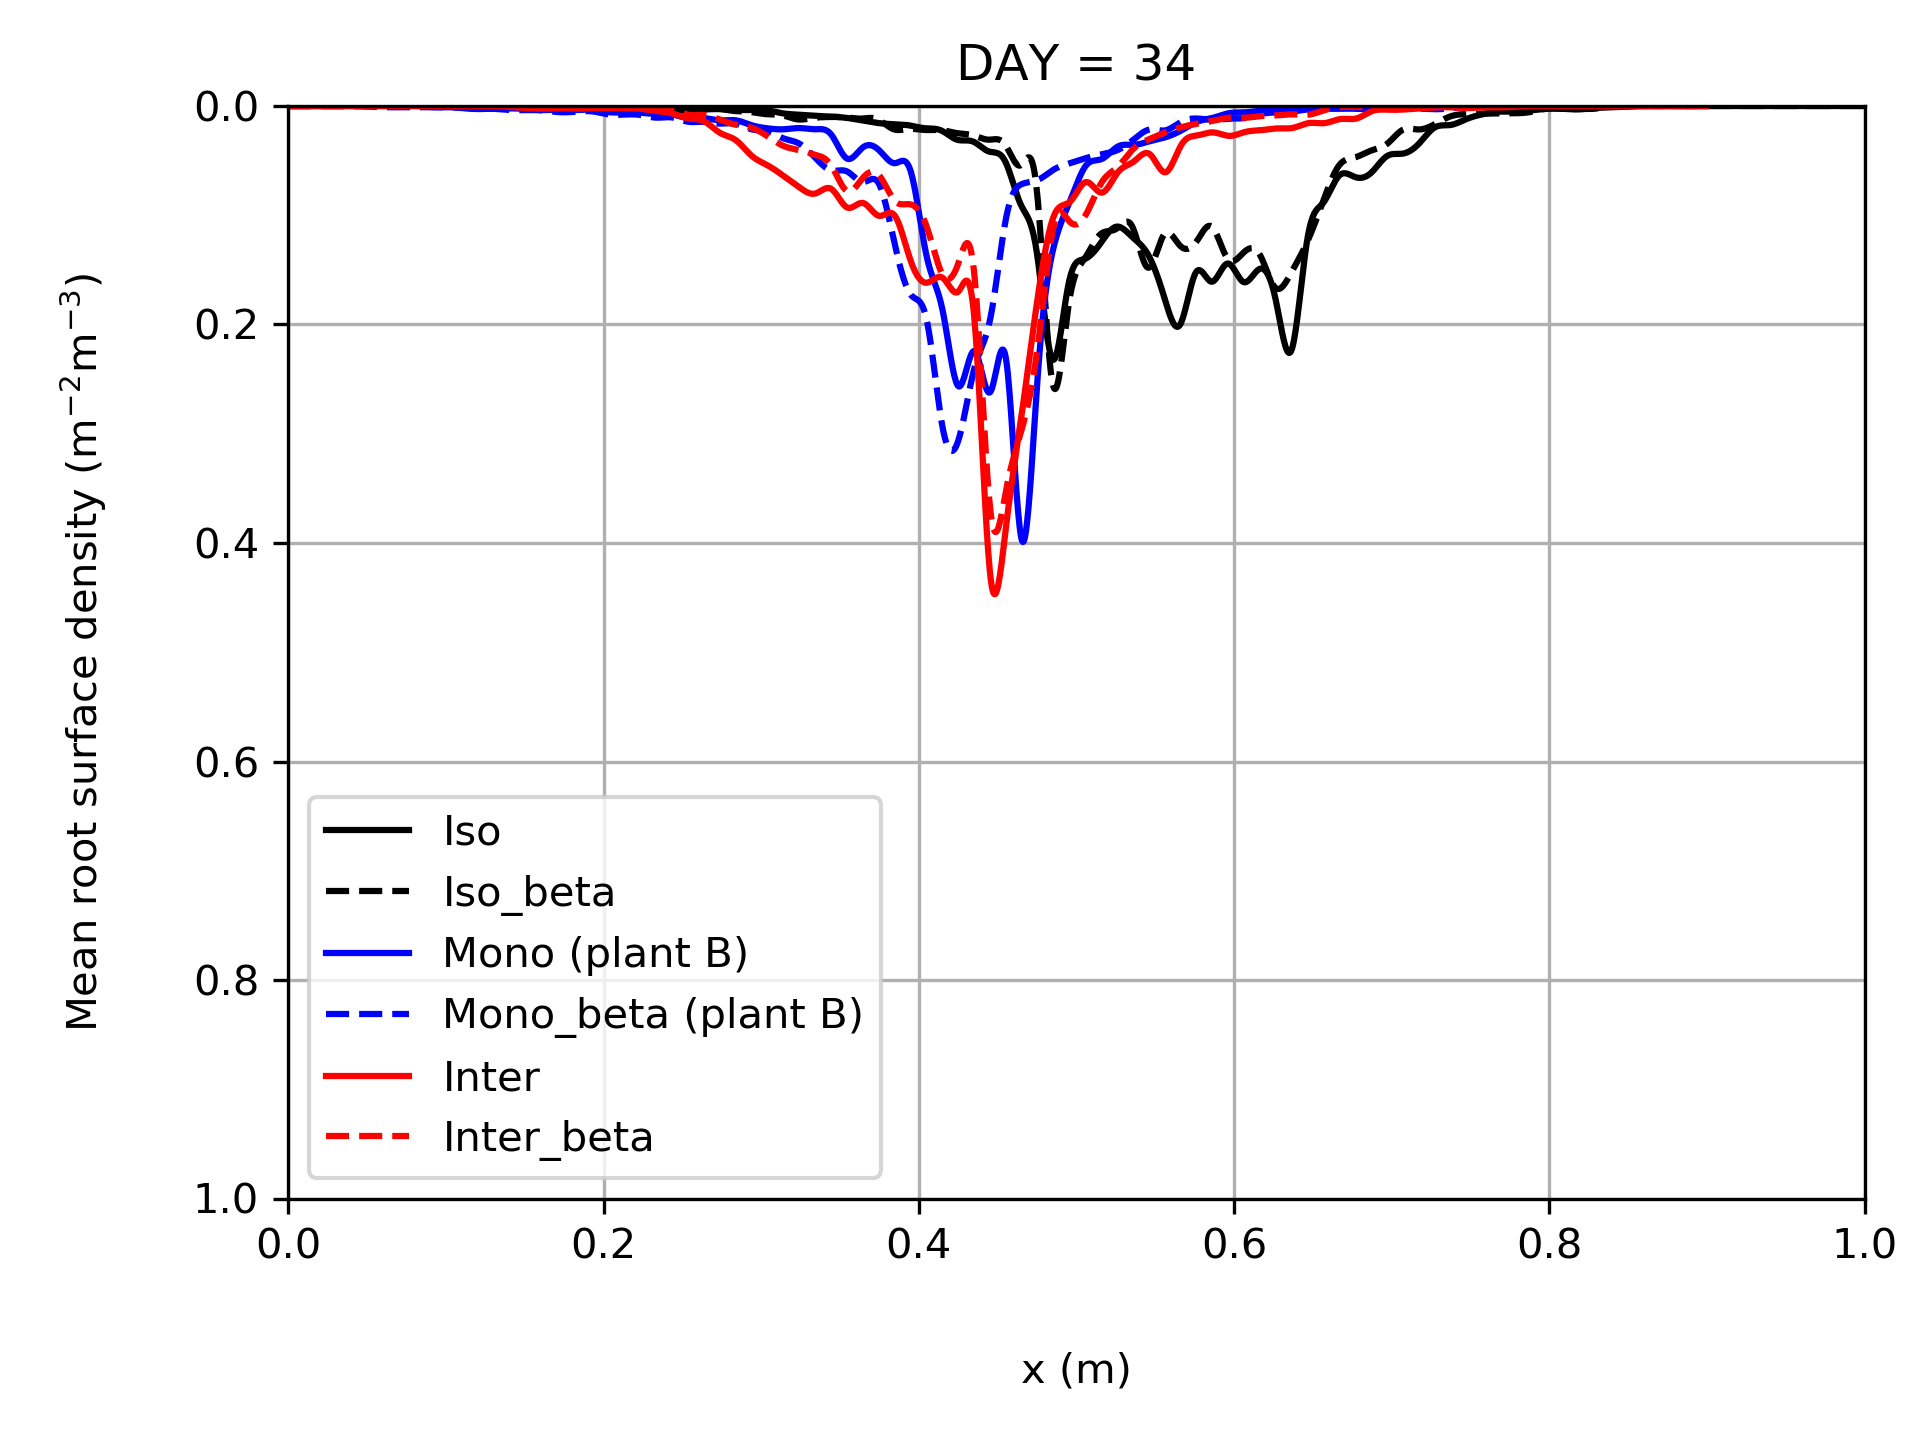 DAY = 34
Mean root surface density (m⁻²m⁻³)
0.0
0.2
0.4
0.6
0.8
1.0
Iso
Iso_beta
Mono (plant B)
Mono_beta (plant B)
Inter
Inter_beta
0.0 0.2 0.4 0.6 0.8 1.0
x (m)